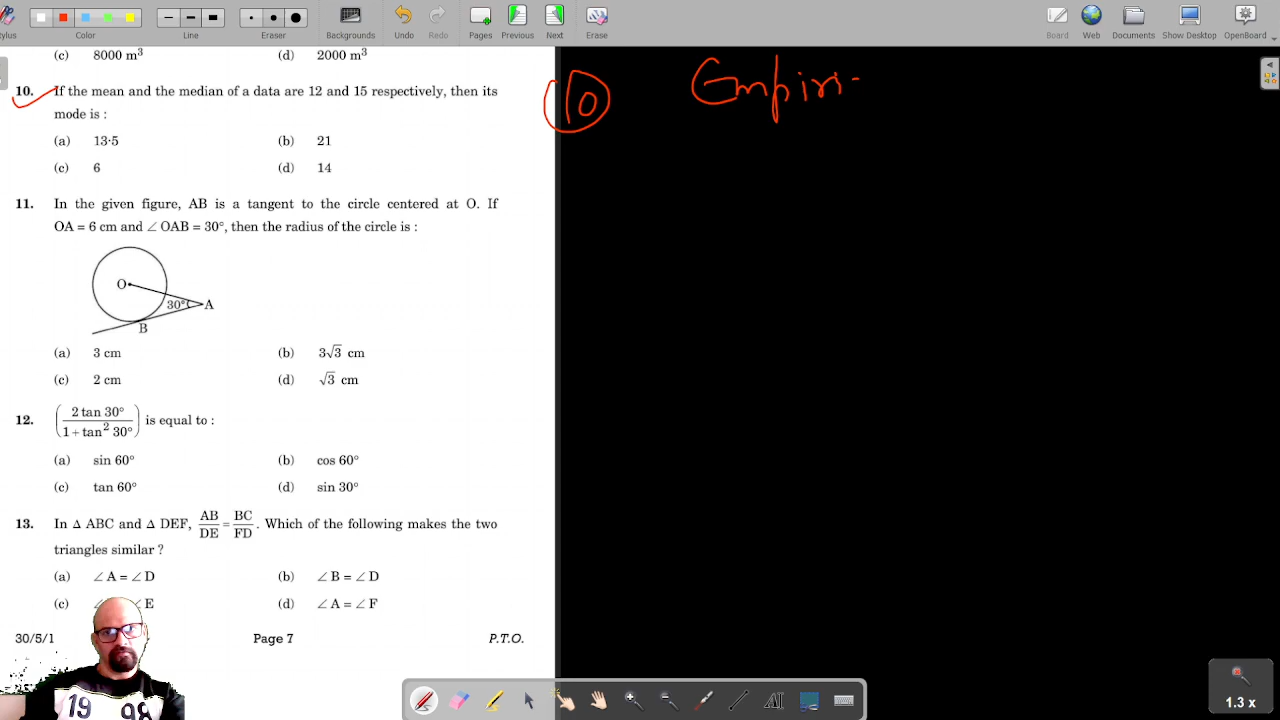 Stylus
Color
Line
Eraser
Backgrounds
Undo
Redo
Pages
Previous
Next
Erase
Board
Web
Documents
Show Desktop
OpenBoard
(c) 8000 m³ (d) 2000 m³
10. If the mean and the median of a data are 12 and 15 respectively, then its
mode is :
(a) 13·5 (b) 21
(c) 6 (d) 14
11. In the given figure, AB is a tangent to the circle centered at O. If
OA = 6 cm and ∠ OAB = 30°, then the radius of the circle is :
O
30°
A
B
(a) 3 cm (b) 3√3 cm
(c) 2 cm (d) √3 cm
12. (2 tan 30° / 1 + tan² 30°) is equal to :
(a) sin 60° (b) cos 60°
(c) tan 60° (d) sin 30°
13. In Δ ABC and Δ DEF, AB/DE = BC/FD. Which of the following makes the two
triangles similar ?
(a) ∠ A = ∠ D (b) ∠ B = ∠ D
(c) ∠ E (d) ∠ A = ∠ F
30/5/1 Page 7 P.T.O.
10 Empiri
1.3 x